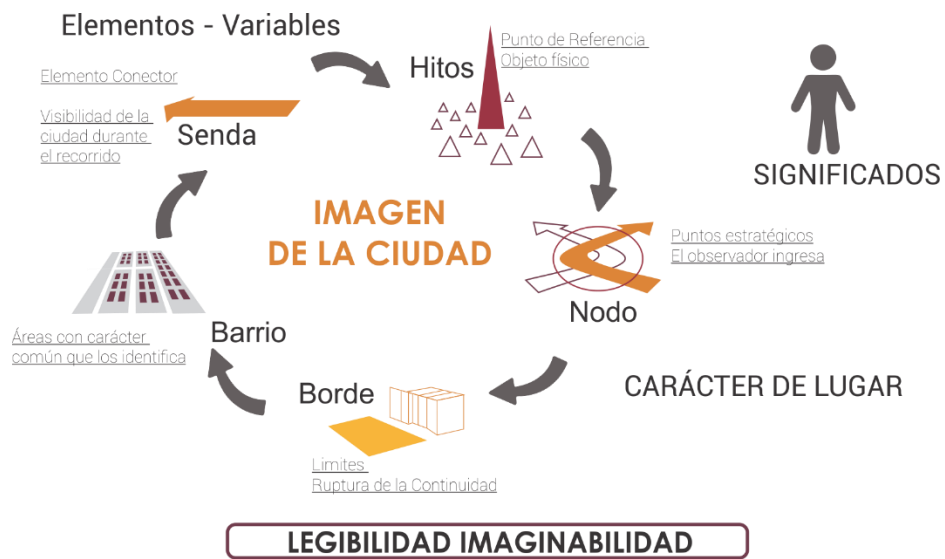 Elementos - Variables
Elemento Conector
Visibilidad de la
ciudad durante
el recorrido
Senda
Hitos
Punto de Referencia
Objeto físico
SIGNIFICADOS
IMAGEN
DE LA CIUDAD
Puntos estratégicos
El observador ingresa
Nodo
Áreas con carácter
común que los identifica
Barrio
Borde
Limites
Ruptura de la Continuidad
CARÁCTER DE LUGAR
LEGIBILIDAD IMAGINABILIDAD